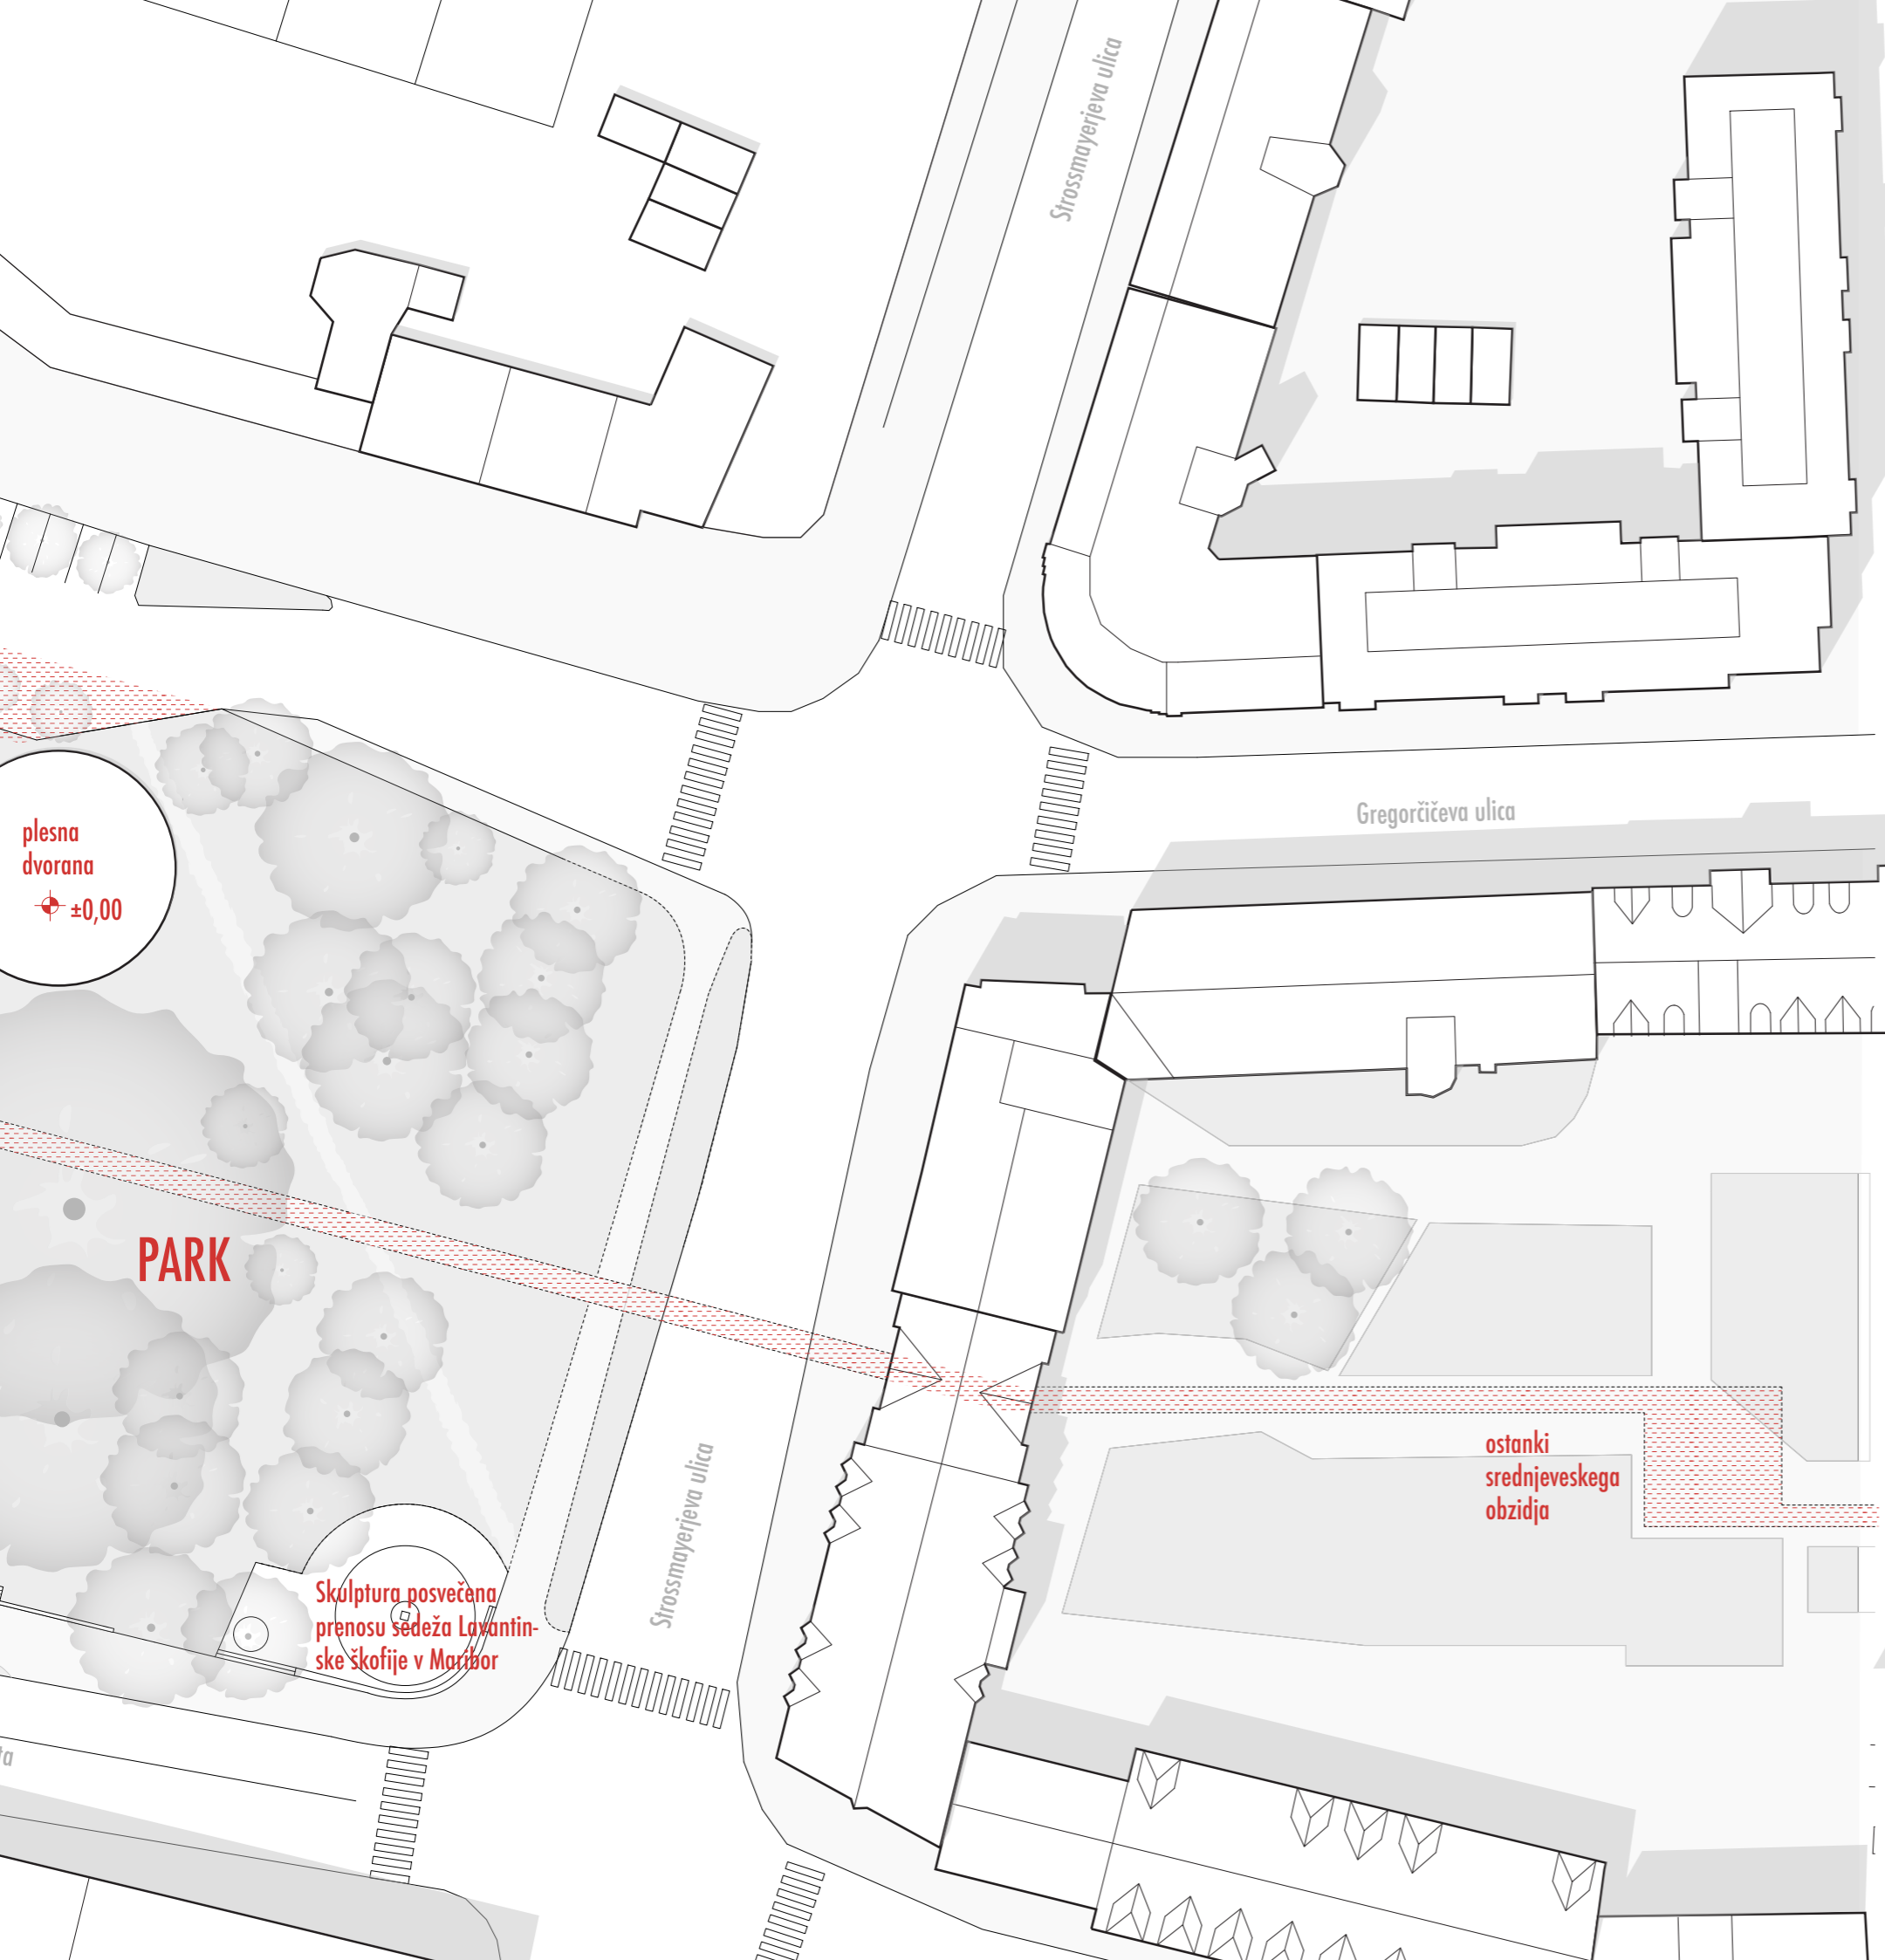 Strossmayerjeva ulica
Gregorčičeva ulica
plesna
dvorana
±0,00
PARK
ostanki
srednjeveskega
obzidja
Strossmayerjeva ulica
Skulptura posvečena
prenosu sedeža Lavantin-
ske škofije v Maribor